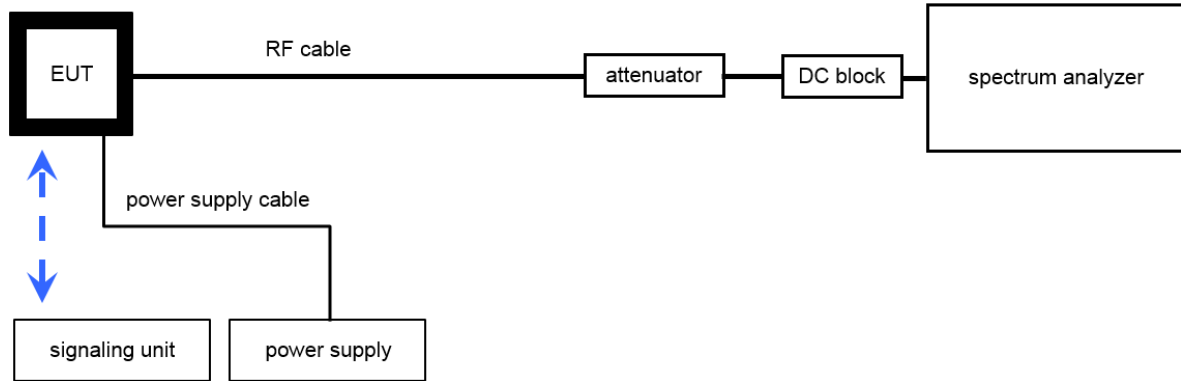 EUT
RF cable
attenuator
DC block
spectrum analyzer
power supply cable
signaling unit
power supply